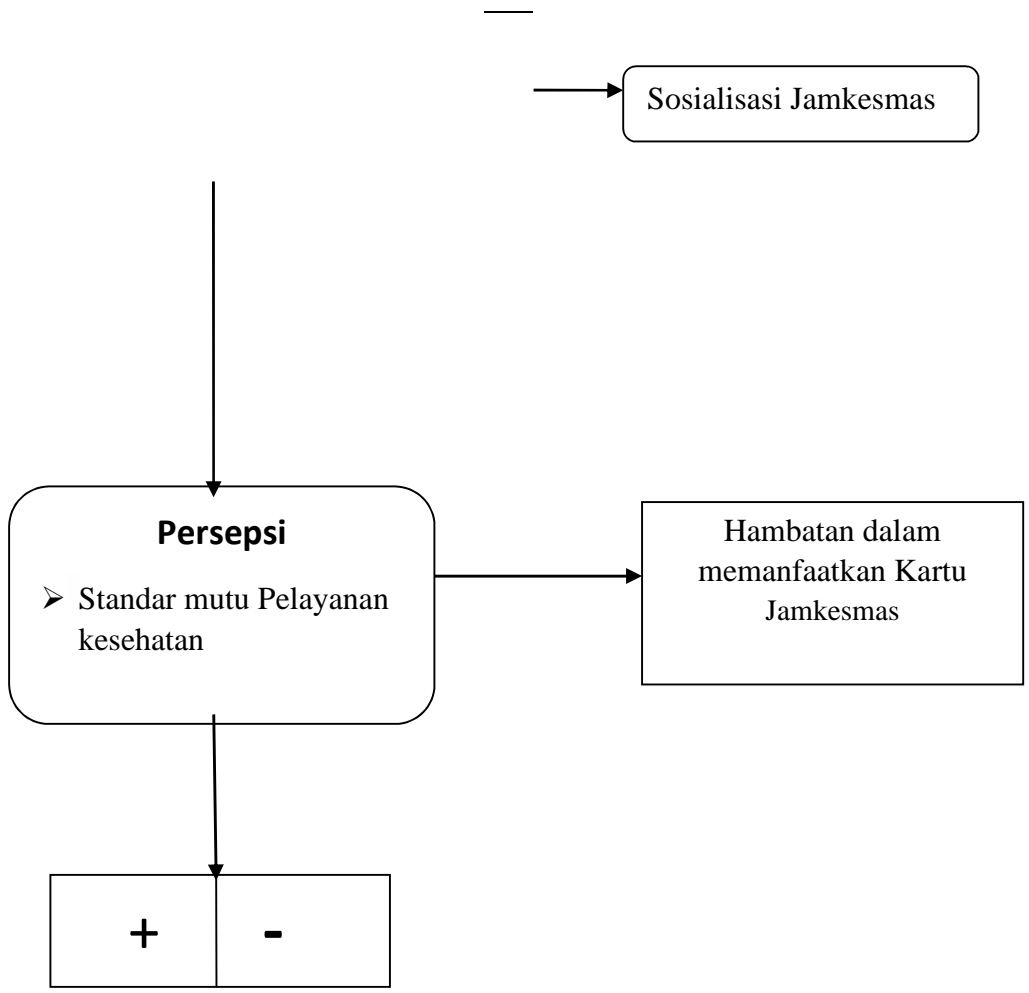 Sosialisasi Jamkesmas
Persepsi
➢ Standar mutu Pelayanan
kesehatan
Hambatan dalam
memanfaatkan Kartu
Jamkesmas
+ -